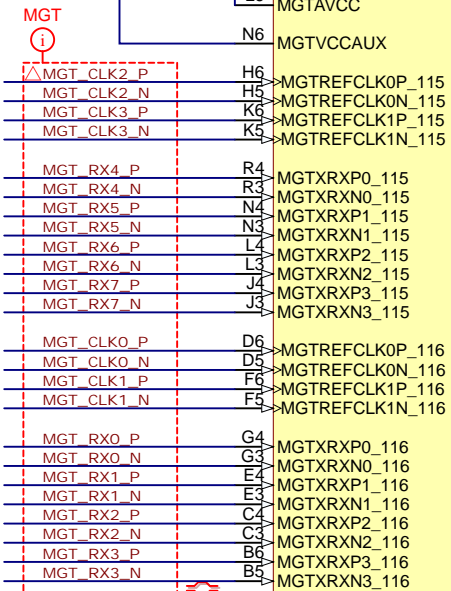 MGTAVCC
MGT
i
N6 MGTVCCAUX
MGT_CLK2_P H6 MGTREFCLK0P_115
MGT_CLK2_N H5 MGTREFCLK0N_115
MGT_CLK3_P K6 MGTREFCLK1P_115
MGT_CLK3_N K5 MGTREFCLK1N_115
MGT_RX4_P R4 MGTXRXP0_115
MGT_RX4_N R3 MGTXRXN0_115
MGT_RX5_P N4 MGTXRXP1_115
MGT_RX5_N N3 MGTXRXN1_115
MGT_RX6_P L4 MGTXRXP2_115
MGT_RX6_N L3 MGTXRXN2_115
MGT_RX7_P J4 MGTXRXP3_115
MGT_RX7_N J3 MGTXRXN3_115
MGT_CLK0_P D6 MGTREFCLK0P_116
MGT_CLK0_N D5 MGTREFCLK0N_116
MGT_CLK1_P F6 MGTREFCLK1P_116
MGT_CLK1_N F5 MGTREFCLK1N_116
MGT_RX0_P G4 MGTXRXP0_116
MGT_RX0_N G3 MGTXRXN0_116
MGT_RX1_P E4 MGTXRXP1_116
MGT_RX1_N E3 MGTXRXN1_116
MGT_RX2_P C4 MGTXRXP2_116
MGT_RX2_N C3 MGTXRXN2_116
MGT_RX3_P B6 MGTXRXP3_116
MGT_RX3_N B5 MGTXRXN3_116